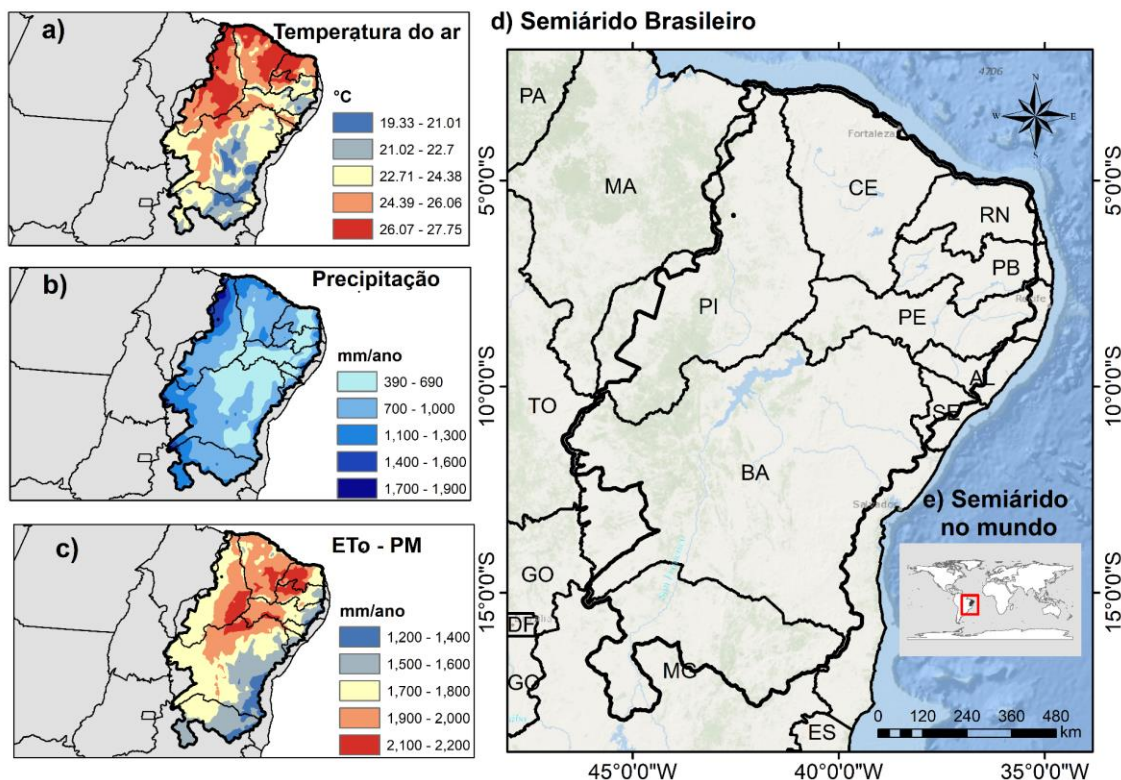 a)
Temperatura do ar
°C
19.33 - 21.01
21.02 - 22.7
22.71 - 24.38
24.39 - 26.06
26.07 - 27.75
b)
Precipitação
mm/ano
390 - 690
700 - 1,000
1,100 - 1,300
1,400 - 1,600
1,700 - 1,900
c)
ETo - PM
mm/ano
1,200 - 1,400
1,500 - 1,600
1,700 - 1,800
1,900 - 2,000
2,100 - 2,200
d) Semiárido Brasileiro
4706
N
W E
S
PA
Fortaleza
MA
CE
RN
PB
Recife
PI
PE
AL
SE
TO
BA
Salvador
e) Semiárido
no mundo
São Francisco
GO
DF
GO
MG
ES
0 120 240 360 480
km
5°0'0"S
10°0'0"S
15°0'0"S
5°0'0"S
10°0'0"S
15°0'0"S
45°0'0"W
40°0'0"W
35°0'0"W